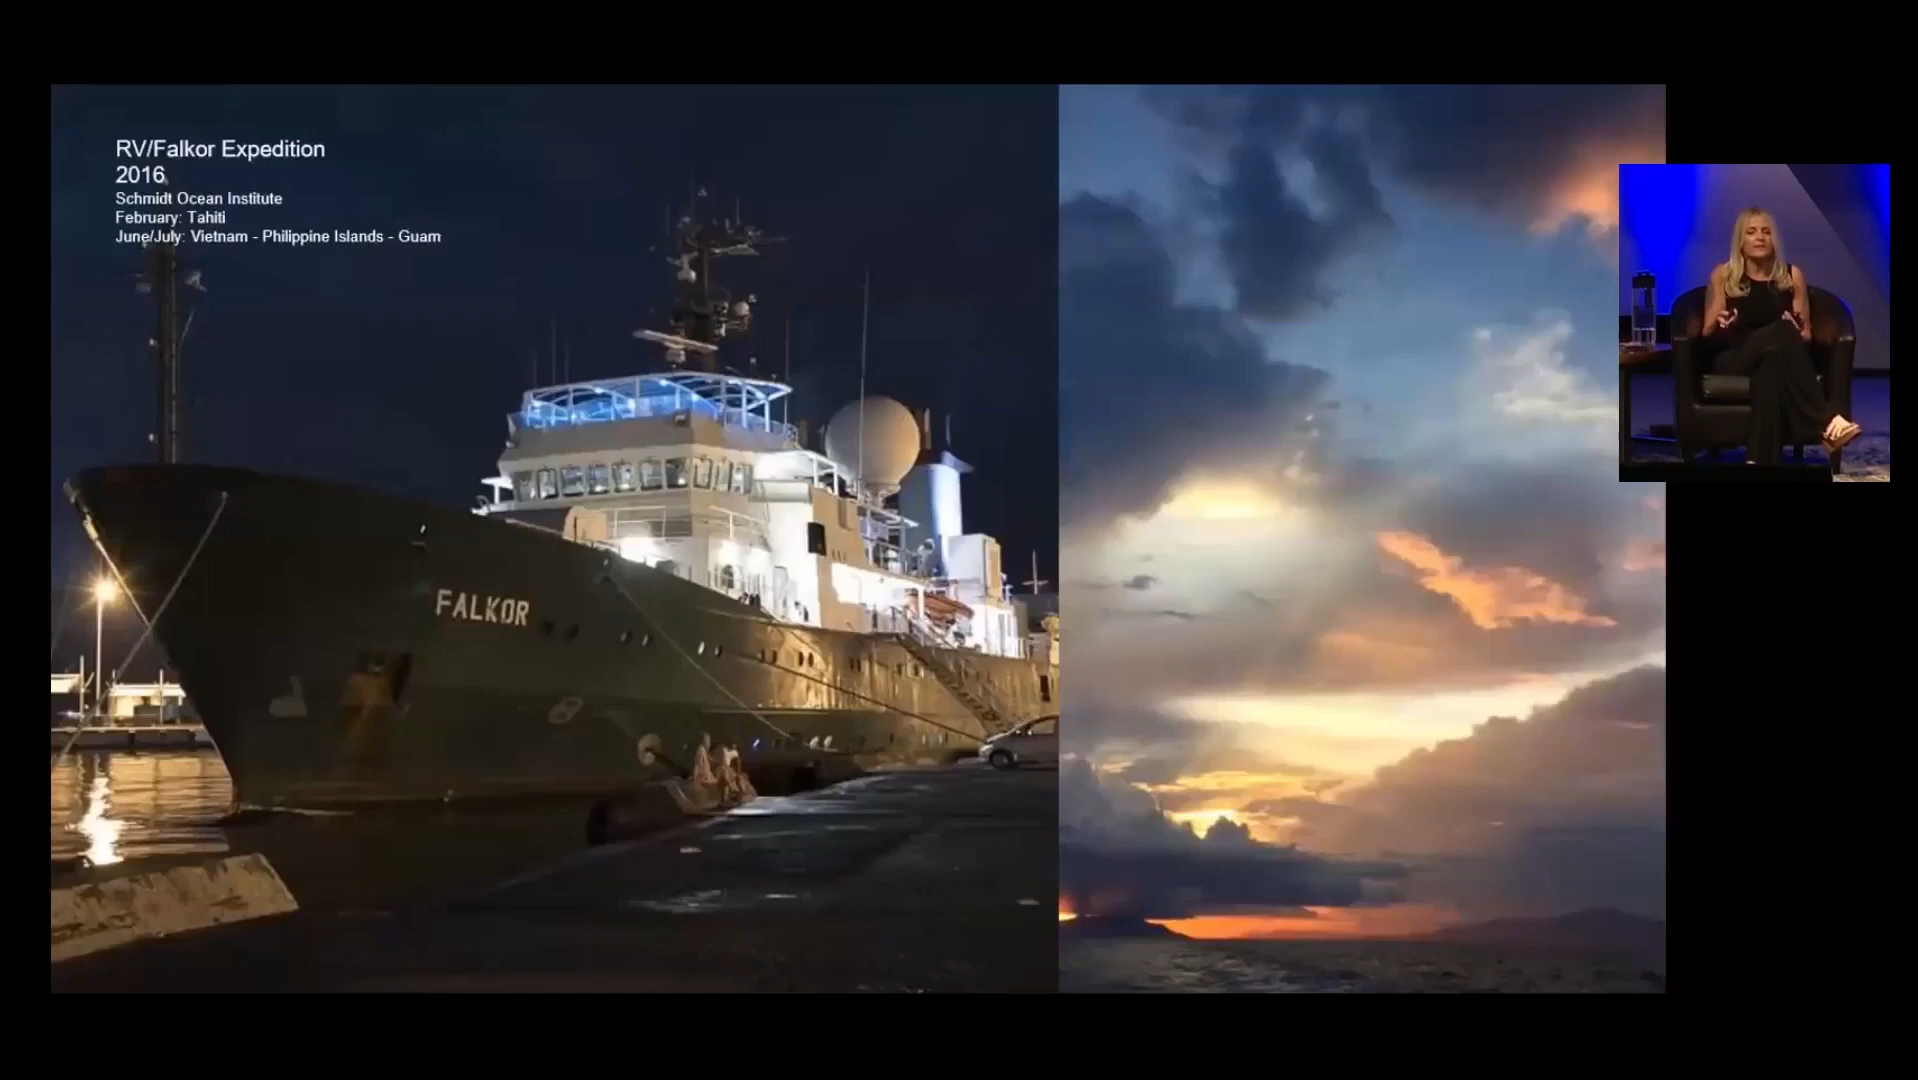 RV/Falkor Expedition
2016
Schmidt Ocean Institute
February: Tahiti
June/July: Vietnam - Philippine Islands - Guam
FALKOR